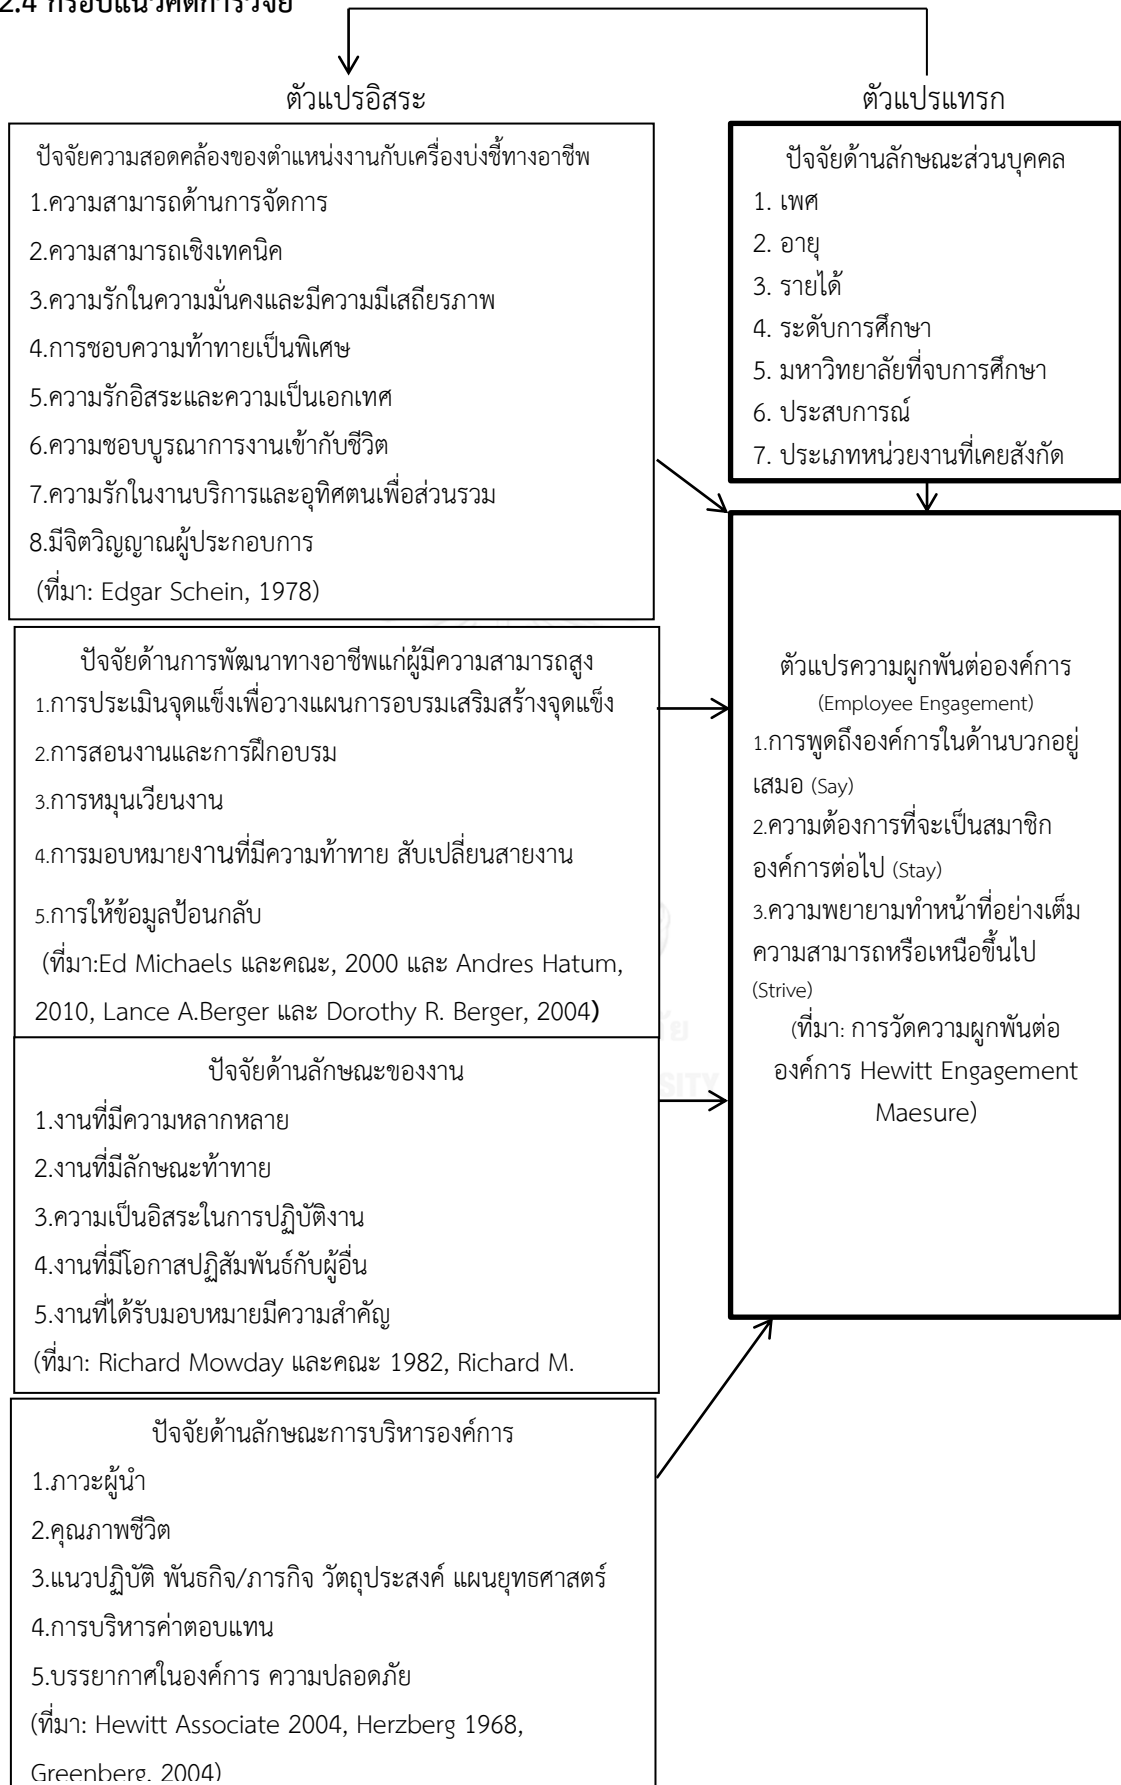 2.4 กรอบแนวคิดการวิจัย
ตัวแปรอิสระ
ตัวแปรแทรก
ปัจจัยความสอดคล้องของตำแหน่งงานกับเครื่องบ่งชี้ทางอาชีพ
1.ความสามารถด้านการจัดการ
2.ความสามารถเชิงเทคนิค
3.ความรักในความมั่นคงและมีความมีเสถียรภาพ
4.การชอบความท้าทายเป็นพิเศษ
5.ความรักอิสระและความเป็นเอกเทศ
6.ความชอบบูรณาการงานเข้ากับชีวิต
7.ความรักในงานบริการและอุทิศตนเพื่อส่วนรวม
8.มีจิตวิญญาณผู้ประกอบการ
(ที่มา: Edgar Schein, 1978)
ปัจจัยด้านลักษณะส่วนบุคคล
1. เพศ
2. อายุ
3. รายได้
4. ระดับการศึกษา
5. มหาวิทยาลัยที่จบการศึกษา
6. ประสบการณ์
7. ประเภทหน่วยงานที่เคยสังกัด
ปัจจัยด้านการพัฒนาทางอาชีพแก่ผู้มีความสามารถสูง
1.การประเมินจุดแข็งเพื่อวางแผนการอบรมเสริมสร้างจุดแข็ง
2.การสอนงานและการฝึกอบรม
3.การหมุนเวียนงาน
4.การมอบหมายงานที่มีความท้าทาย สับเปลี่ยนสายงาน
5.การให้ข้อมูลป้อนกลับ
(ที่มา:Ed Michaels และคณะ, 2000 และ Andres Hatum,
2010, Lance A.Berger และ Dorothy R. Berger, 2004)
ตัวแปรความผูกพันต่อองค์การ
(Employee Engagement)
1.การพูดถึงองค์การในด้านบวกอยู่
เสมอ (Say)
2.ความต้องการที่จะเป็นสมาชิก
องค์การต่อไป (Stay)
3.ความพยายามทำหน้าที่อย่างเต็ม
ความสามารถหรือเหนือขึ้นไป
(Strive)
(ที่มา: การวัดความผูกพันต่อ
องค์การ Hewitt Engagement
Maesure)
ปัจจัยด้านลักษณะของงาน
1.งานที่มีความหลากหลาย
2.งานที่มีลักษณะท้าทาย
3.ความเป็นอิสระในการปฏิบัติงาน
4.งานที่มีโอกาสปฏิสัมพันธ์กับผู้อื่น
5.งานที่ได้รับมอบหมายมีความสำคัญ
(ที่มา: Richard Mowday และคณะ 1982, Richard M.
ปัจจัยด้านลักษณะการบริหารองค์การ
1.ภาวะผู้นำ
2.คุณภาพชีวิต
3.แนวปฏิบัติ พันธกิจ/ภารกิจ วัตถุประสงค์ แผนยุทธศาสตร์
4.การบริหารค่าตอบแทน
5.บรรยากาศในองค์การ ความปลอดภัย
(ที่มา: Hewitt Associate 2004, Herzberg 1968,
Greenberg, 2004)